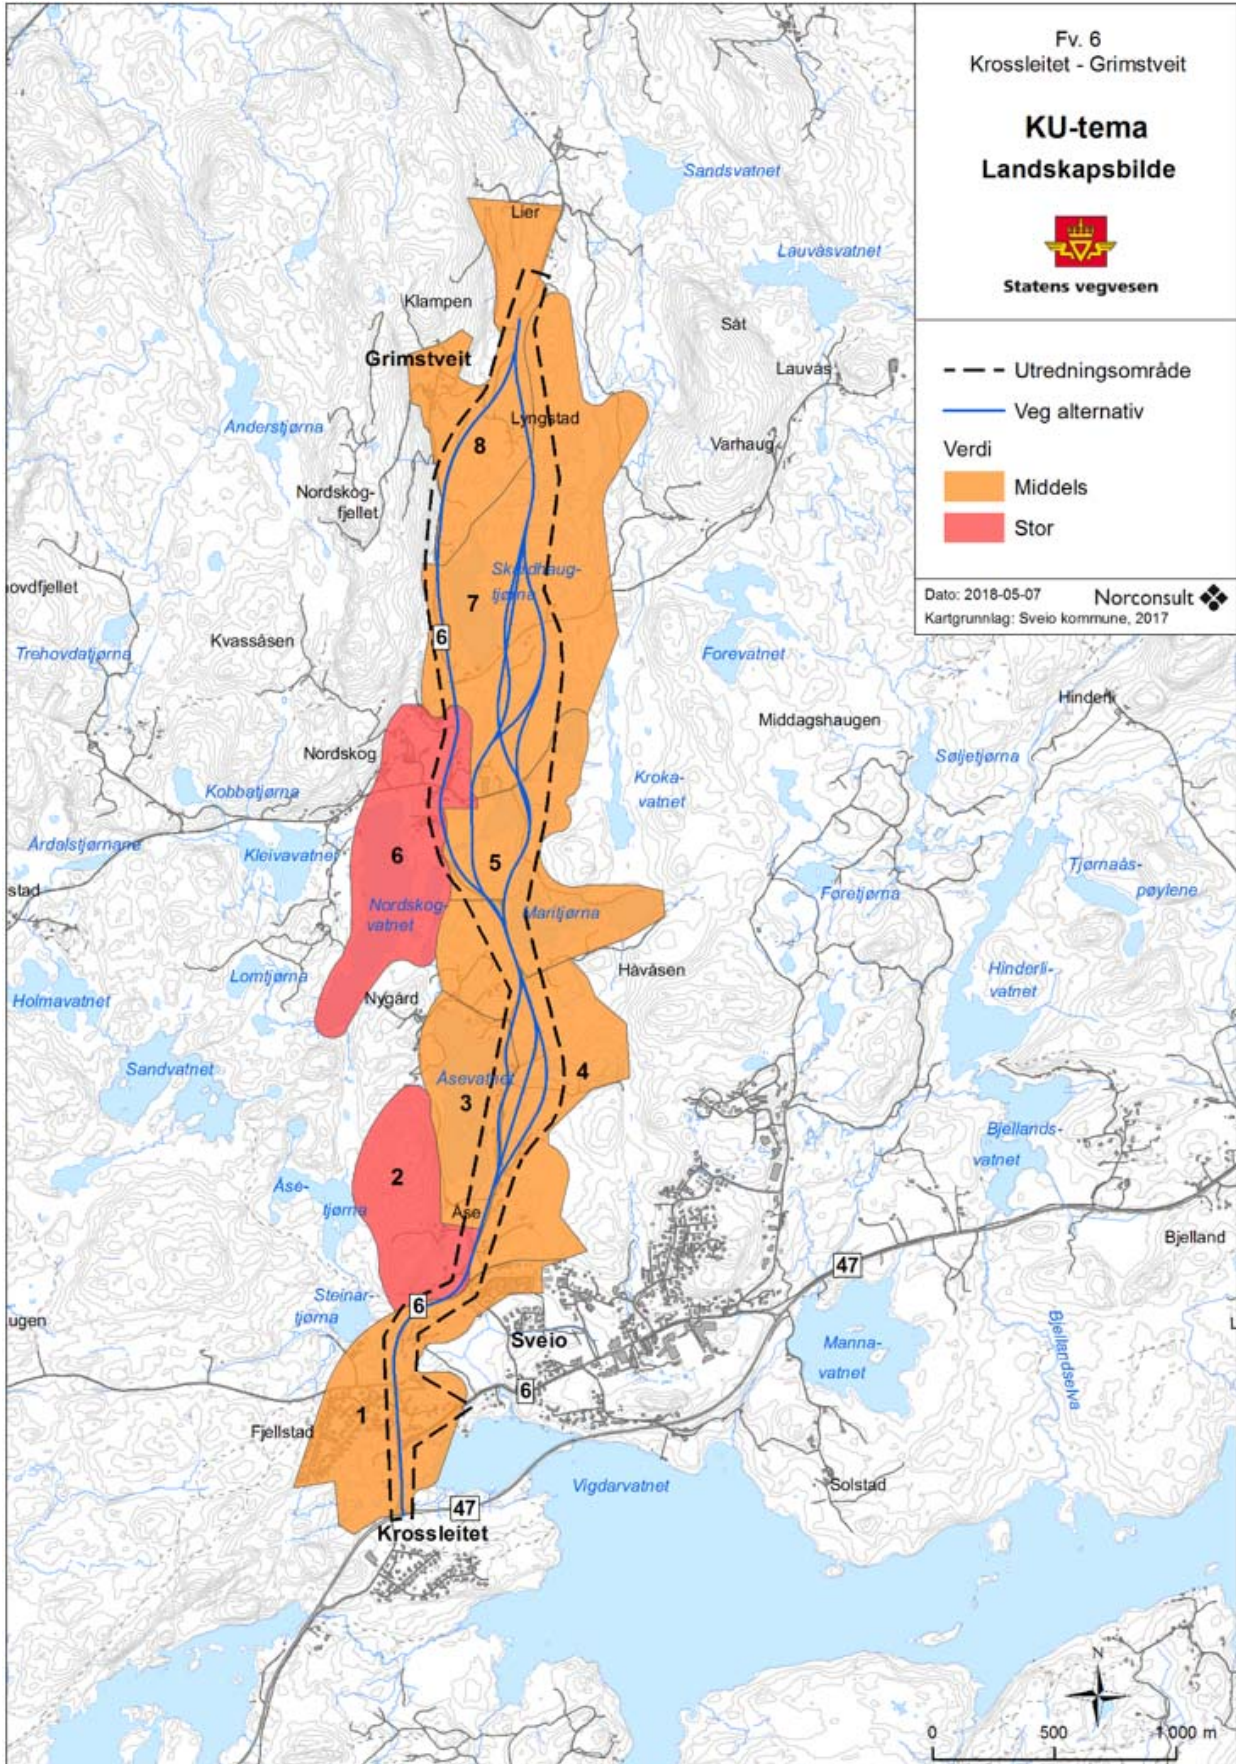 Fv. 6
Krossleitet - Grimstveit
KU-tema
Landskapsbilde
Statens vegvesen
Utredningsområde
Veg alternativ
Verdi
Middels
Stor
Dato: 2018-05-07
Norconsult
Kartgrunnlag: Sveio kommune, 2017
Sandsvatnet
Lier
Lauvåsvatnet
Klampen
Såt
Grimstveit
Lauvås
Lyngstad
Anderstjørna
8
Varhaug
Nordskog-
fjellet
ovdfjellet
7
6
Kvassåsen
Trehovdatjørna
Forevatnet
Hinderli
Middagshaugen
Nordskog
Søljetjørna
Kroka-
vatnet
Kobbatjørna
Årdalstjørnane
Kleivavatnet
6
5
Tjørnaås-
pøylene
stad
Foretjørna
Nordskog-
vatnet
Maritjørna
Håvåsen
Lomtjørna
Hinderli-
vatnet
Holmavatnet
Nygård
Sandvatnet
Åsevatnet
4
3
Bjellands-
vatnet
2
Åse-
tjørna
Åse
Bjelland
47
Steinar-
tjørna
6
ugen
Sveio
Manna-
vatnet
Bjellandselva
6
1
Fjellstad
Vigdarvatnet
Solstad
47
Krossleitet
N
0 500 1 000 m